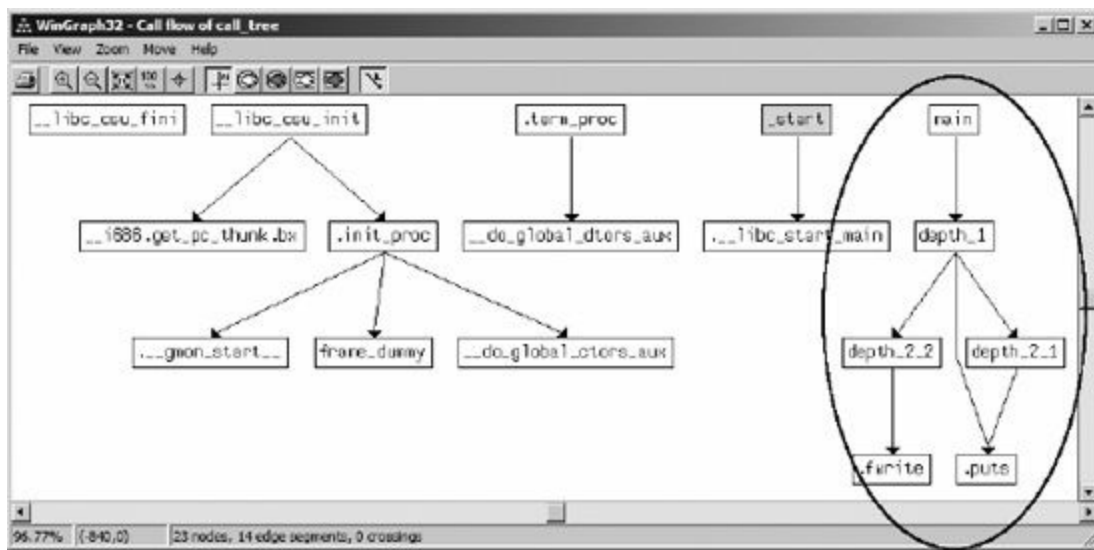 WinGraph32 - Call flow of call_tree
File View Zoom Move Help
100
__libc_csu_fini __libc_csu_init .term_proc _start main
__i686.get_pc_thunk.bx .init_proc __do_global_dtors_aux .__libc_start_main depth_1
.__gmon_start__ frame_dummy __do_global_ctors_aux depth_2_2 depth_2_1
.fwrite .puts
96.77% (-840,0) 23 nodes, 14 edge segments, 0 crossings